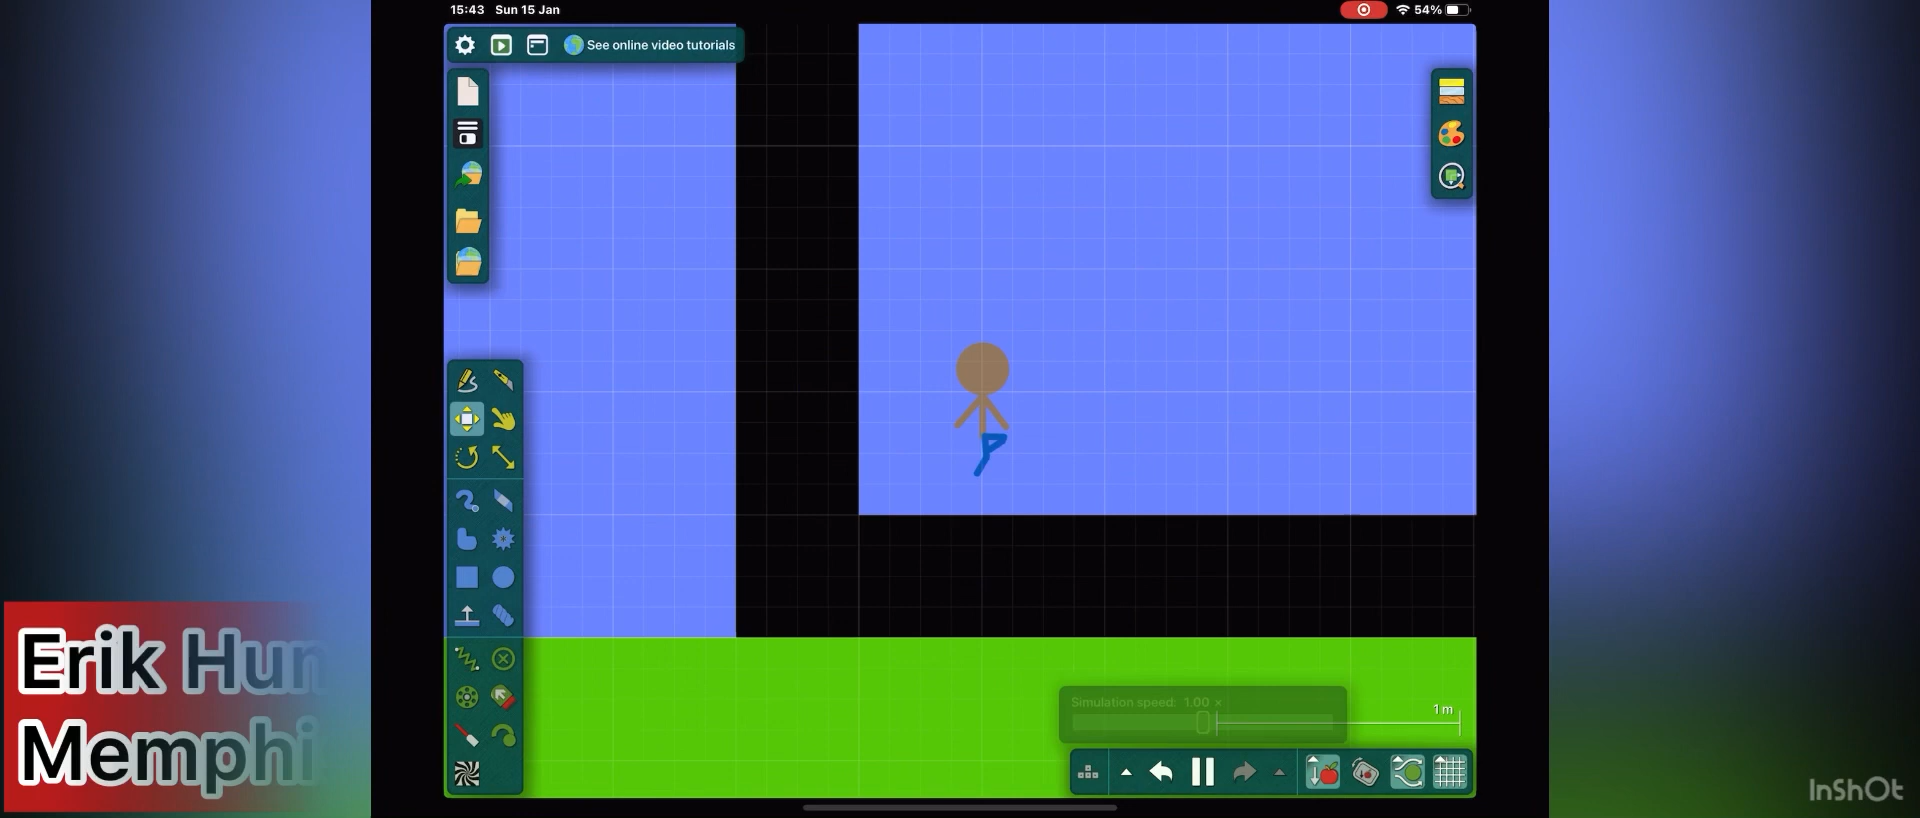 15:43 Sun 15 Jan
54%
See online video tutorials
Simulation speed: 1.00 ×
1 m
Erik Hun
Memphi
InShOt